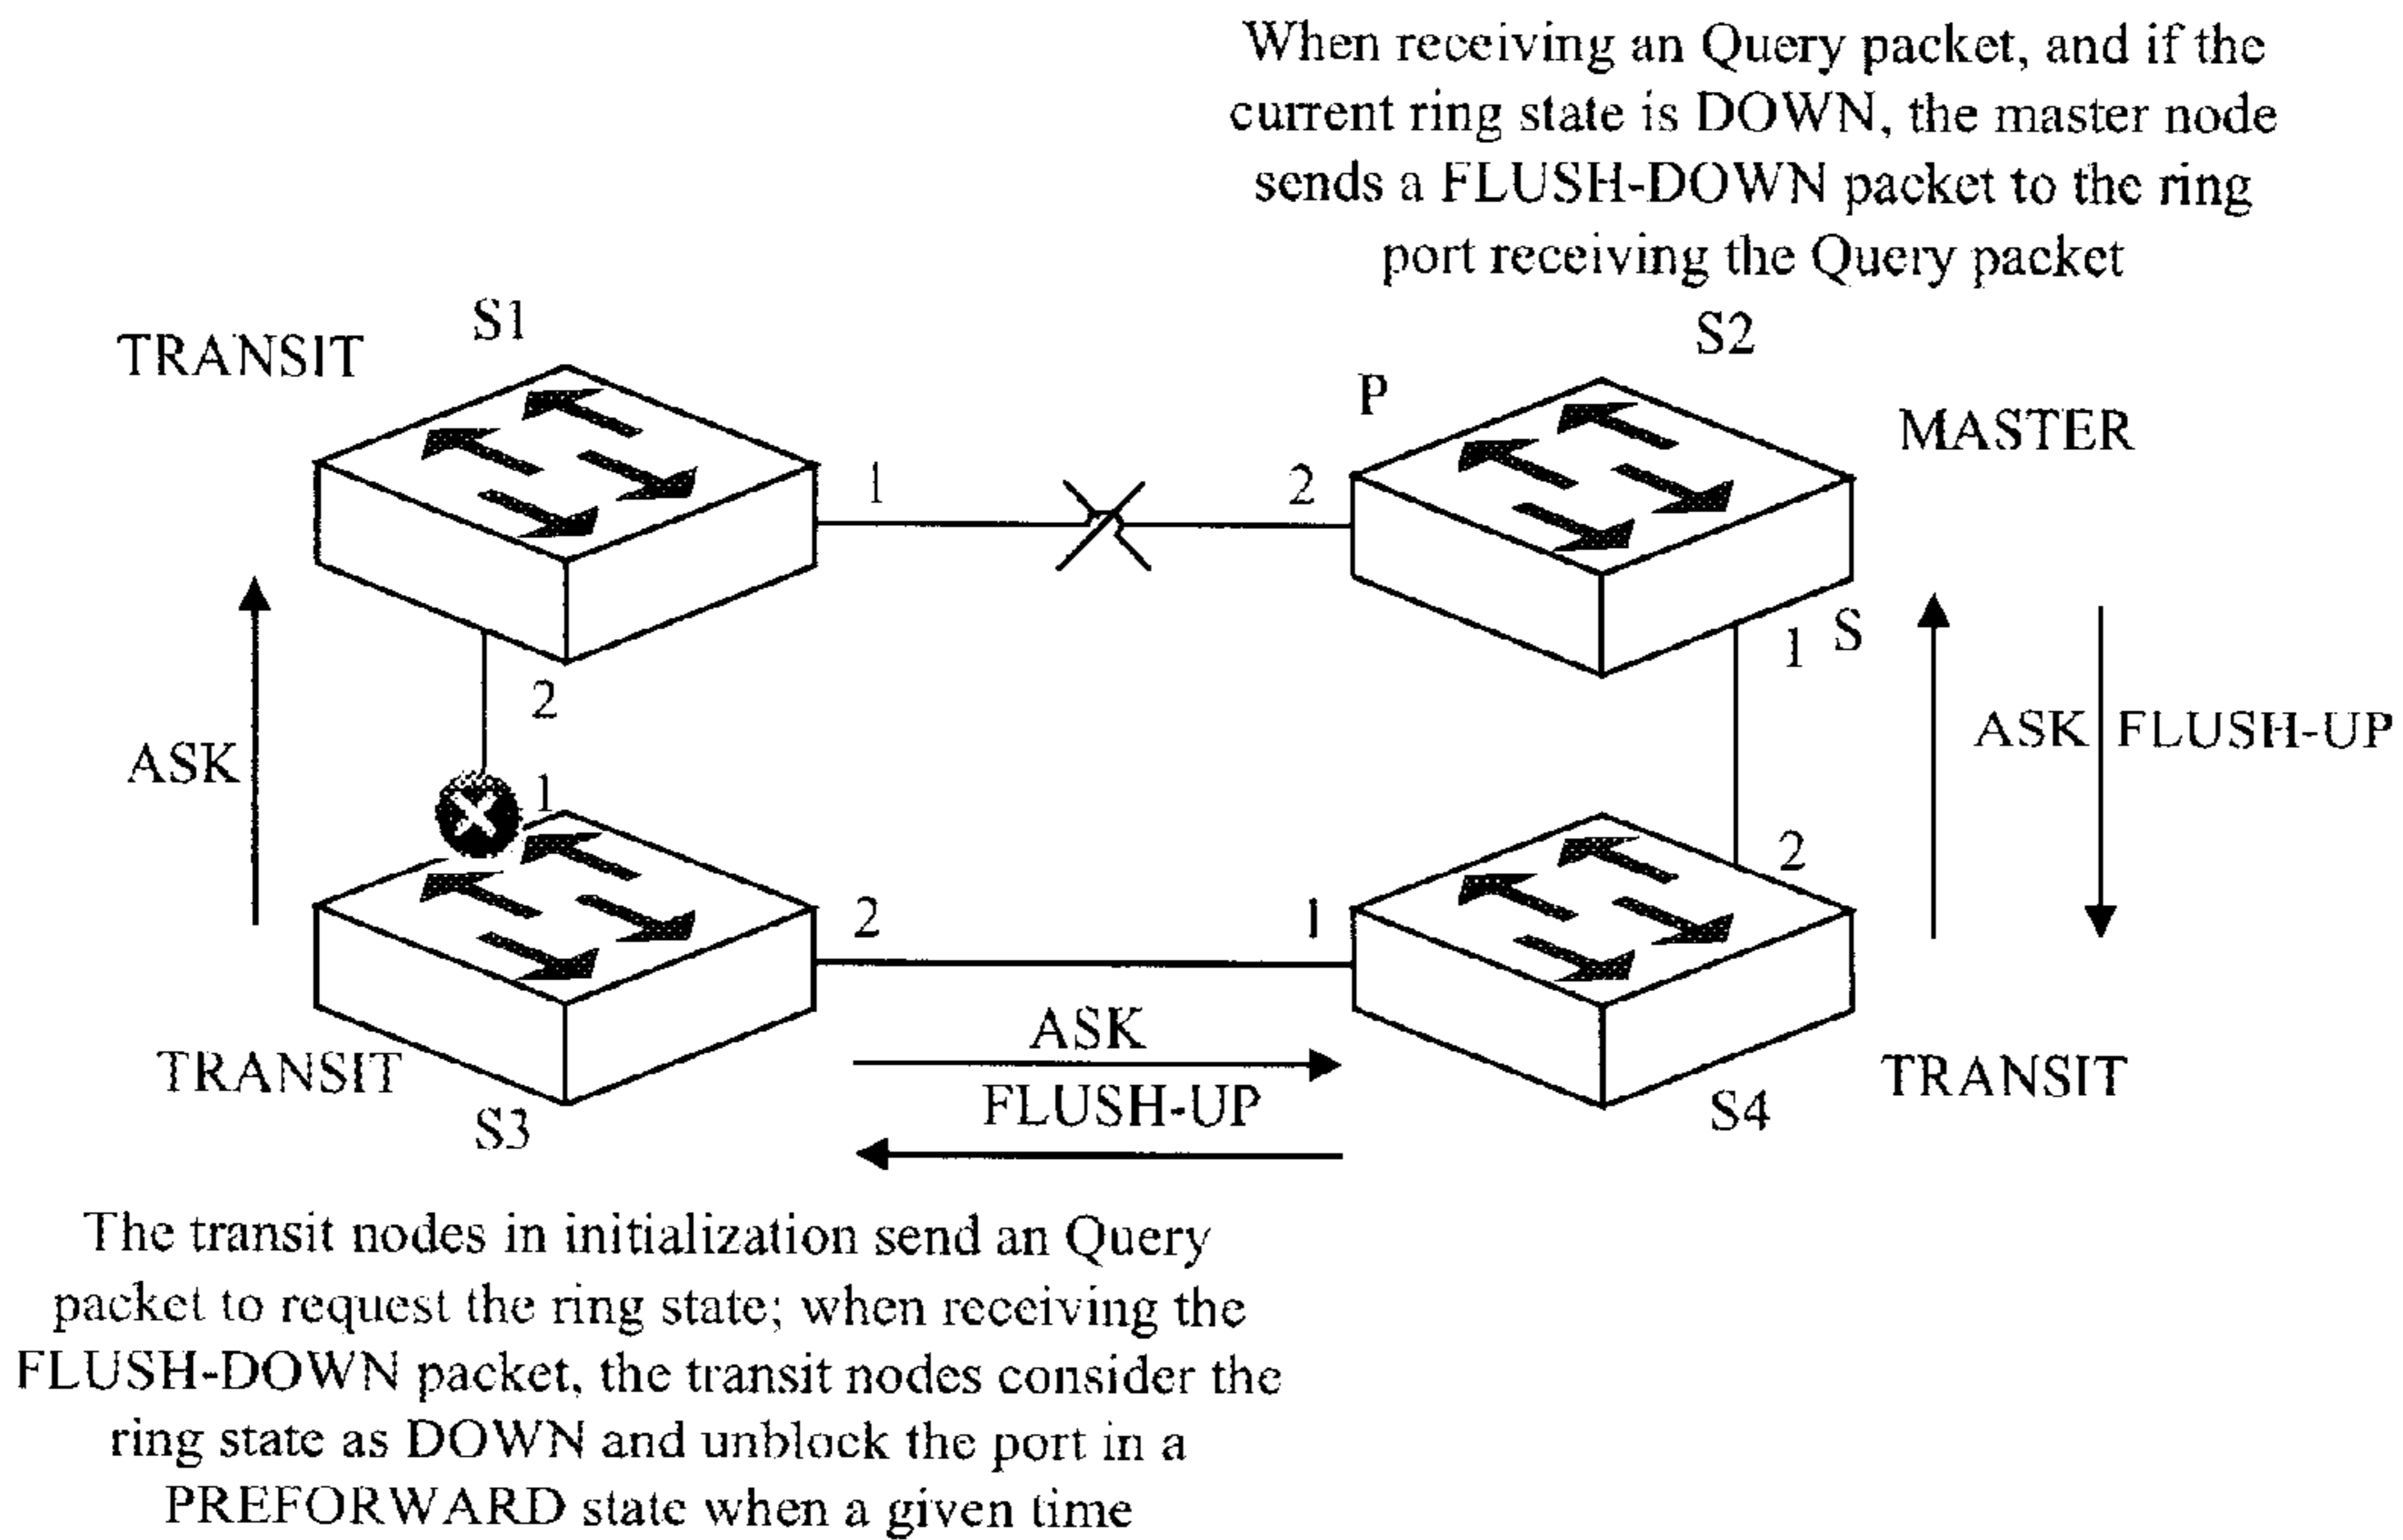 When receiving an Query packet, and if the
current ring state is DOWN, the master node
sends a FLUSH-DOWN packet to the ring
port receiving the Query packet
S1
S2
TRANSIT
P
MASTER
1
2
1
S
2
ASK
ASK
FLUSH-UP
1
2
2
1
ASK
FLUSH-UP
TRANSIT
TRANSIT
S3
S4
The transit nodes in initialization send an Query
packet to request the ring state; when receiving the
FLUSH-DOWN packet, the transit nodes consider the
ring state as DOWN and unblock the port in a
PREFORWARD state when a given time